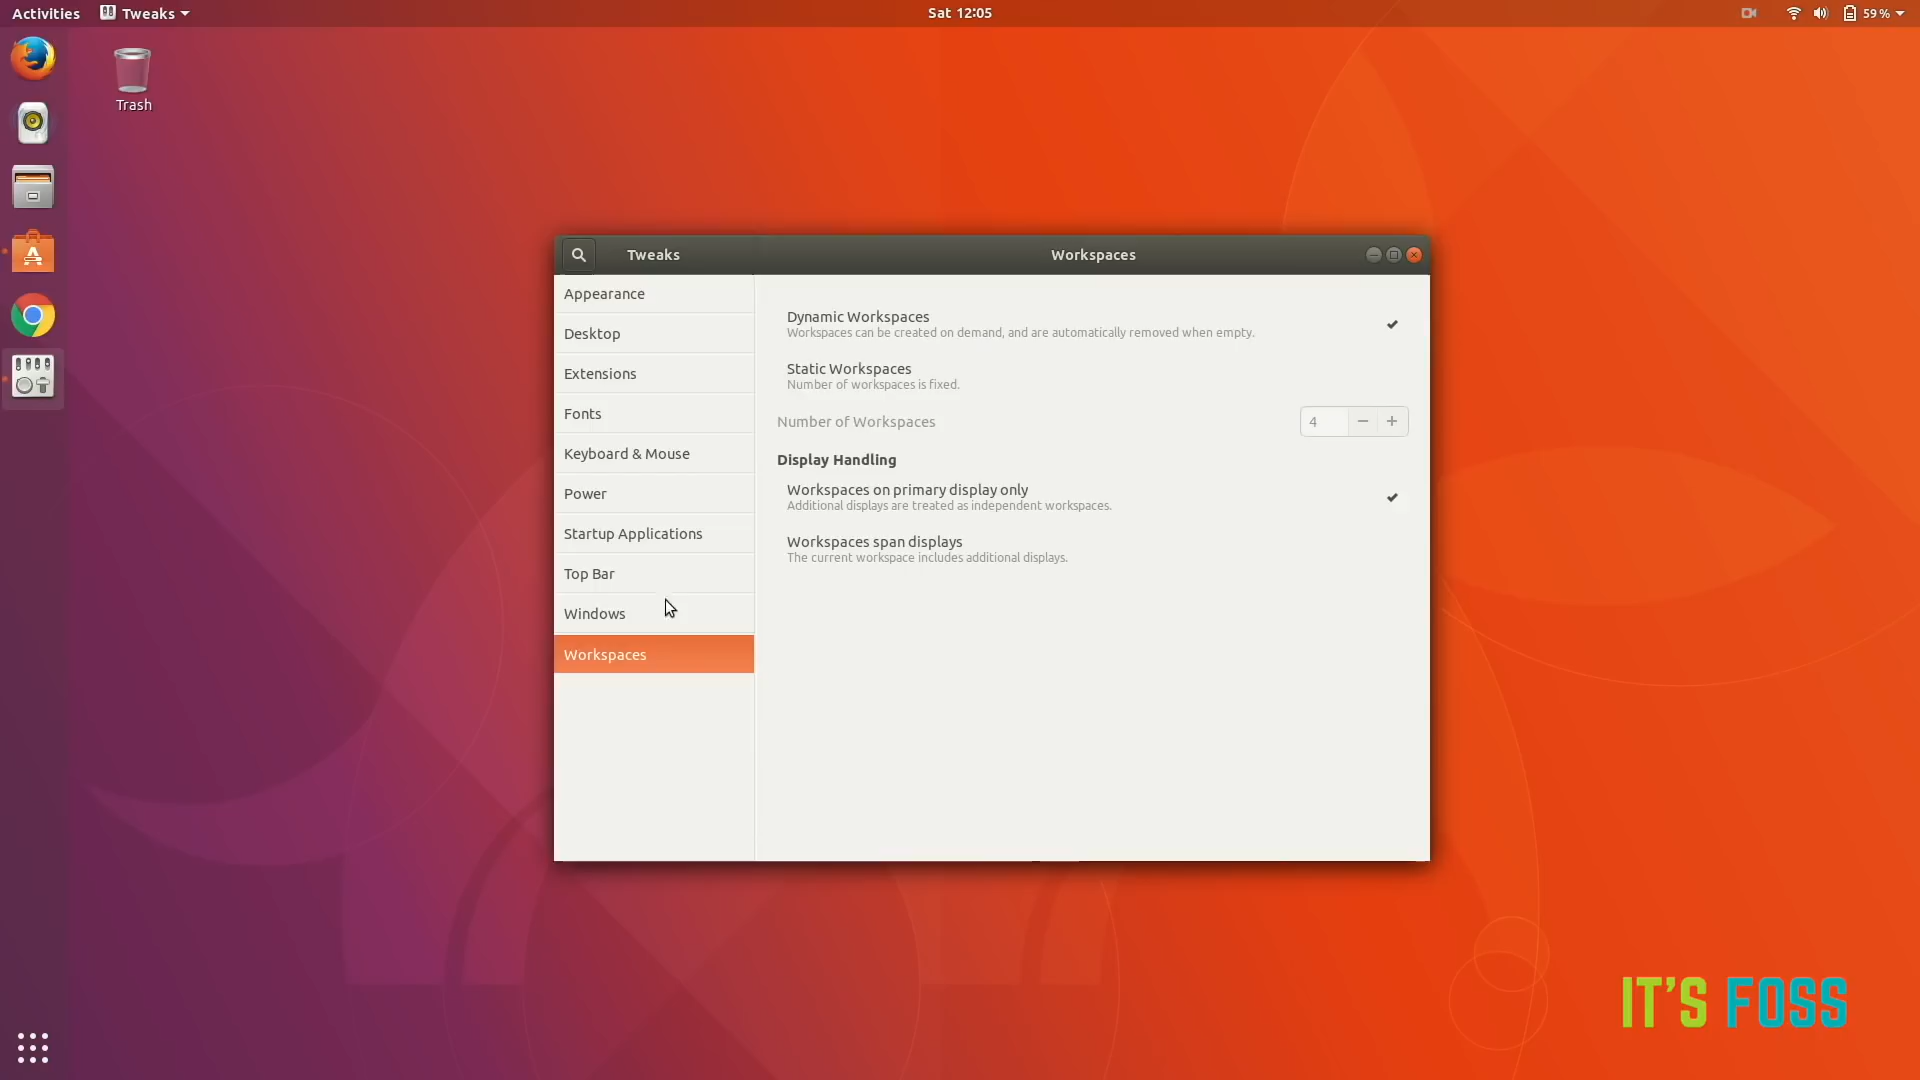 Activities Tweaks Sat 12:05 59 %
Trash
Tweaks Workspaces
Appearance
Desktop
Extensions
Fonts
Keyboard & Mouse
Power
Startup Applications
Top Bar
Windows
Workspaces
Dynamic Workspaces
Workspaces can be created on demand, and are automatically removed when empty.
Static Workspaces
Number of workspaces is fixed.
Number of Workspaces 4 − +
Display Handling
Workspaces on primary display only
Additional displays are treated as independent workspaces.
Workspaces span displays
The current workspace includes additional displays.
IT'S FOSS